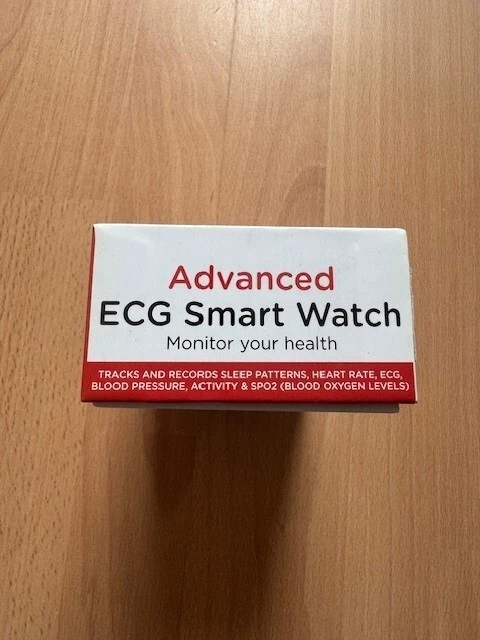 Advanced
ECG Smart Watch
Monitor your health
TRACKS AND RECORDS SLEEP PATTERNS, HEART RATE, ECG,
BLOOD PRESSURE, ACTIVITY & SPO2 (BLOOD OXYGEN LEVELS)